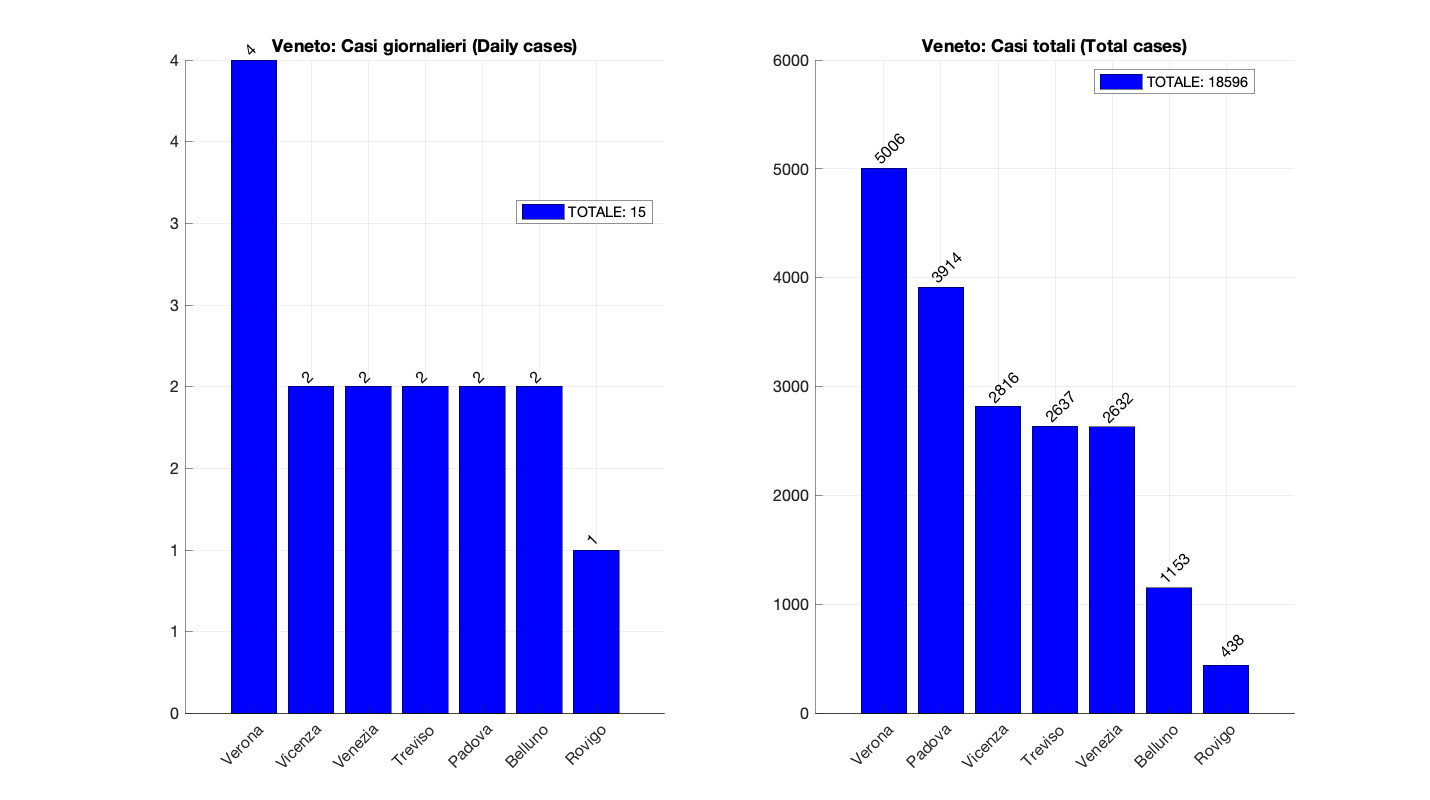 Veneto: Casi giornalieri (Daily cases)
4
4
4
3
3
2
2
1
1
0
TOTALE: 15
2
2
2
2
2
1
Verona
Vicenza
Venezia
Treviso
Padova
Belluno
Rovigo
Veneto: Casi totali (Total cases)
6000
5000
4000
3000
2000
1000
0
TOTALE: 18596
5006
3914
2816
2637
2632
1153
438
Verona
Padova
Vicenza
Treviso
Venezia
Belluno
Rovigo